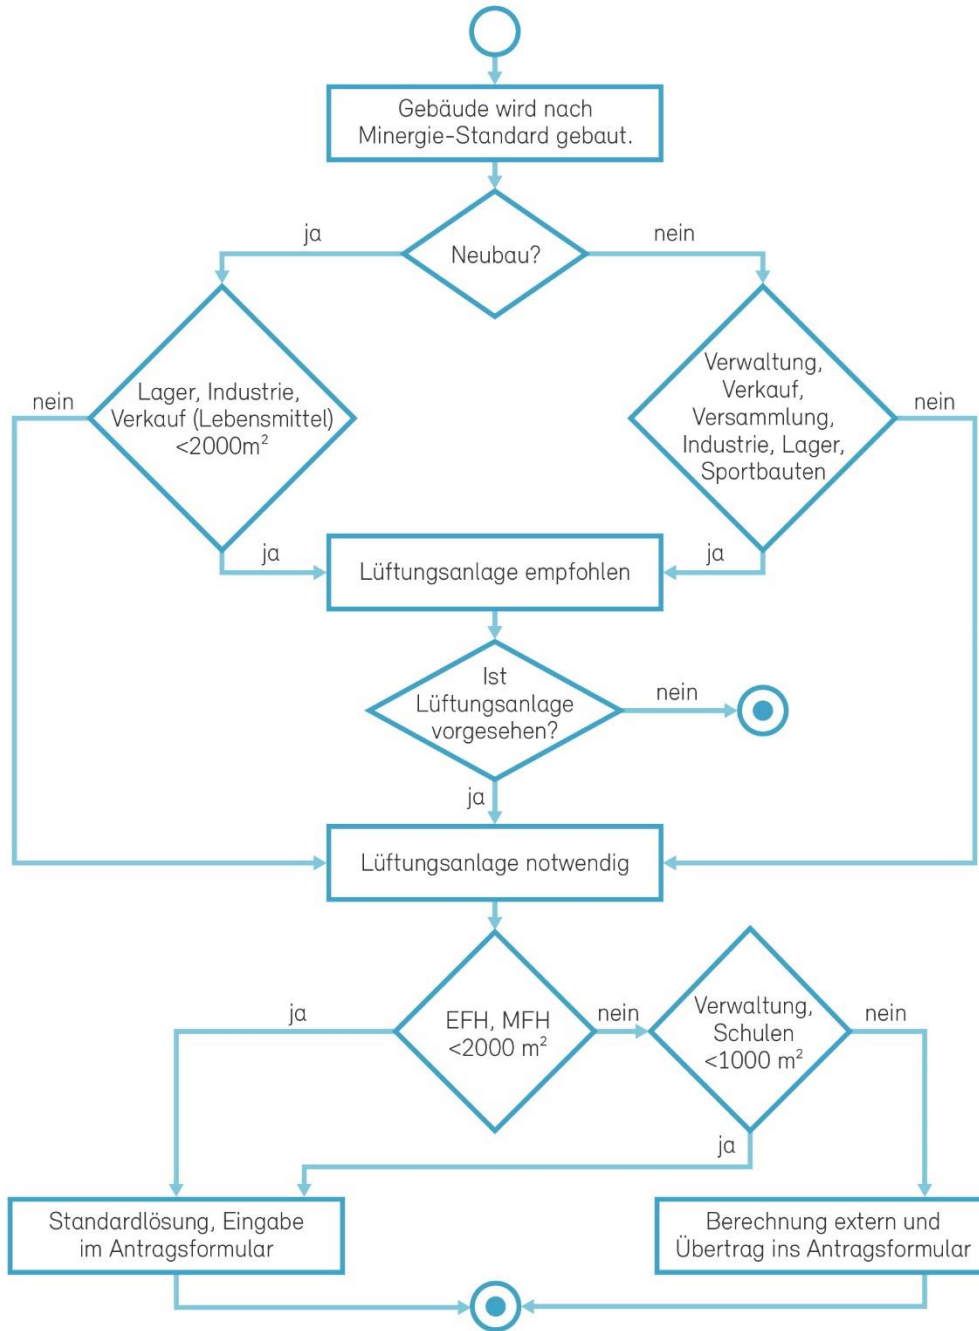 Gebäude wird nach
Minergie-Standard gebaut.
ja
Neubau?
nein
nein
Lager, Industrie,
Verkauf (Lebensmittel)
<2000m²
Verwaltung,
Verkauf,
Versammlung,
Industrie, Lager,
Sportbauten
nein
ja
Lüftungsanlage empfohlen
ja
Ist
Lüftungsanlage
vorgesehen?
nein
ja
Lüftungsanlage notwendig
ja
EFH, MFH
<2000 m²
nein
Verwaltung,
Schulen
<1000 m²
nein
ja
Standardlösung, Eingabe
im Antragsformular
Berechnung extern und
Übertrag ins Antragsformular